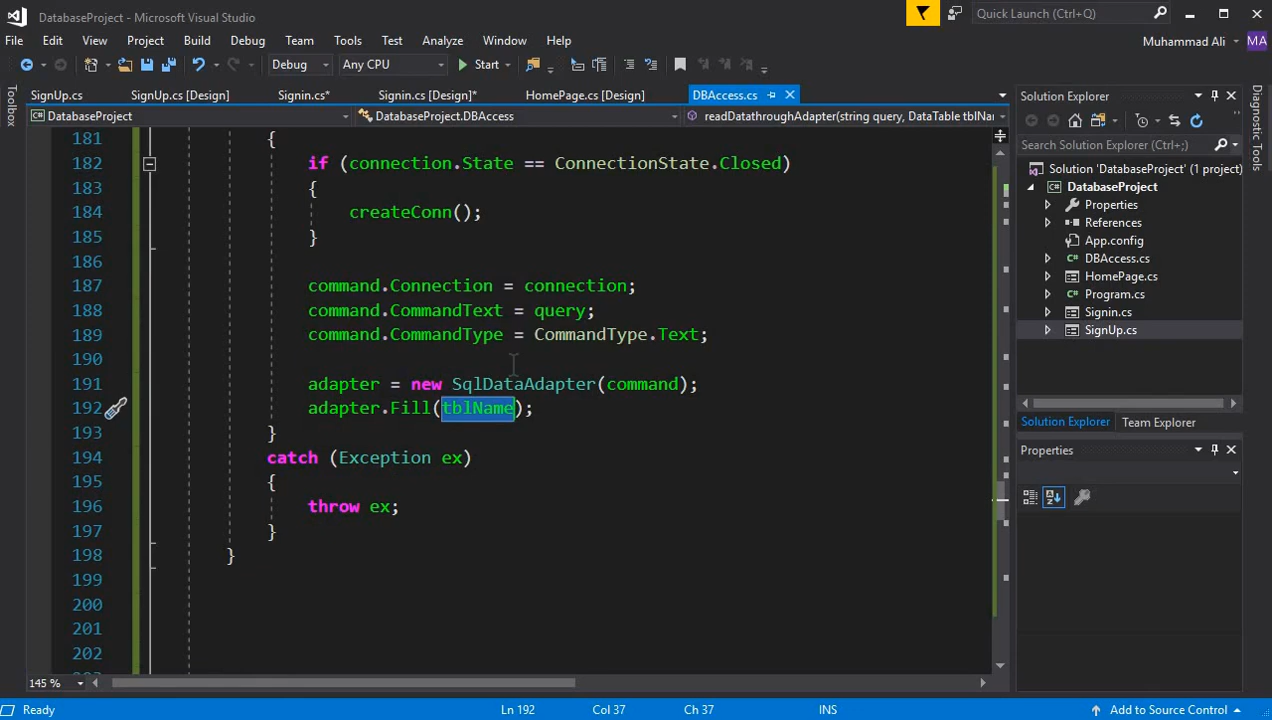 DatabaseProject - Microsoft Visual Studio
Quick Launch (Ctrl+Q)
File Edit View Project Build Debug Team Tools Test Analyze Window Help
Muhammad Ali MA
Debug Any CPU Start
Toolbox
SignUp.cs SignUp.cs [Design] Signin.cs* Signin.cs [Design]* HomePage.cs [Design] DBAccess.cs
DatabaseProject DatabaseProject.DBAccess readDatathroughAdapter(string query, DataTable tblNar
181 {
182 if (connection.State == ConnectionState.Closed)
183 {
184 createConn();
185 }
186
187 command.Connection = connection;
188 command.CommandText = query;
189 command.CommandType = CommandType.Text;
190
191 adapter = new SqlDataAdapter(command);
192 adapter.Fill(tblName);
193 }
194 catch (Exception ex)
195 {
196 throw ex;
197 }
198 }
199
200
201
202
145 %
Solution Explorer
Search Solution Explorer (Ctrl+;)
Solution 'DatabaseProject' (1 project)
DatabaseProject
Properties
References
App.config
DBAccess.cs
HomePage.cs
Program.cs
Signin.cs
SignUp.cs
Solution Explorer Team Explorer
Properties
Diagnostic Tools
Ready Ln 192 Col 37 Ch 37 INS Add to Source Control